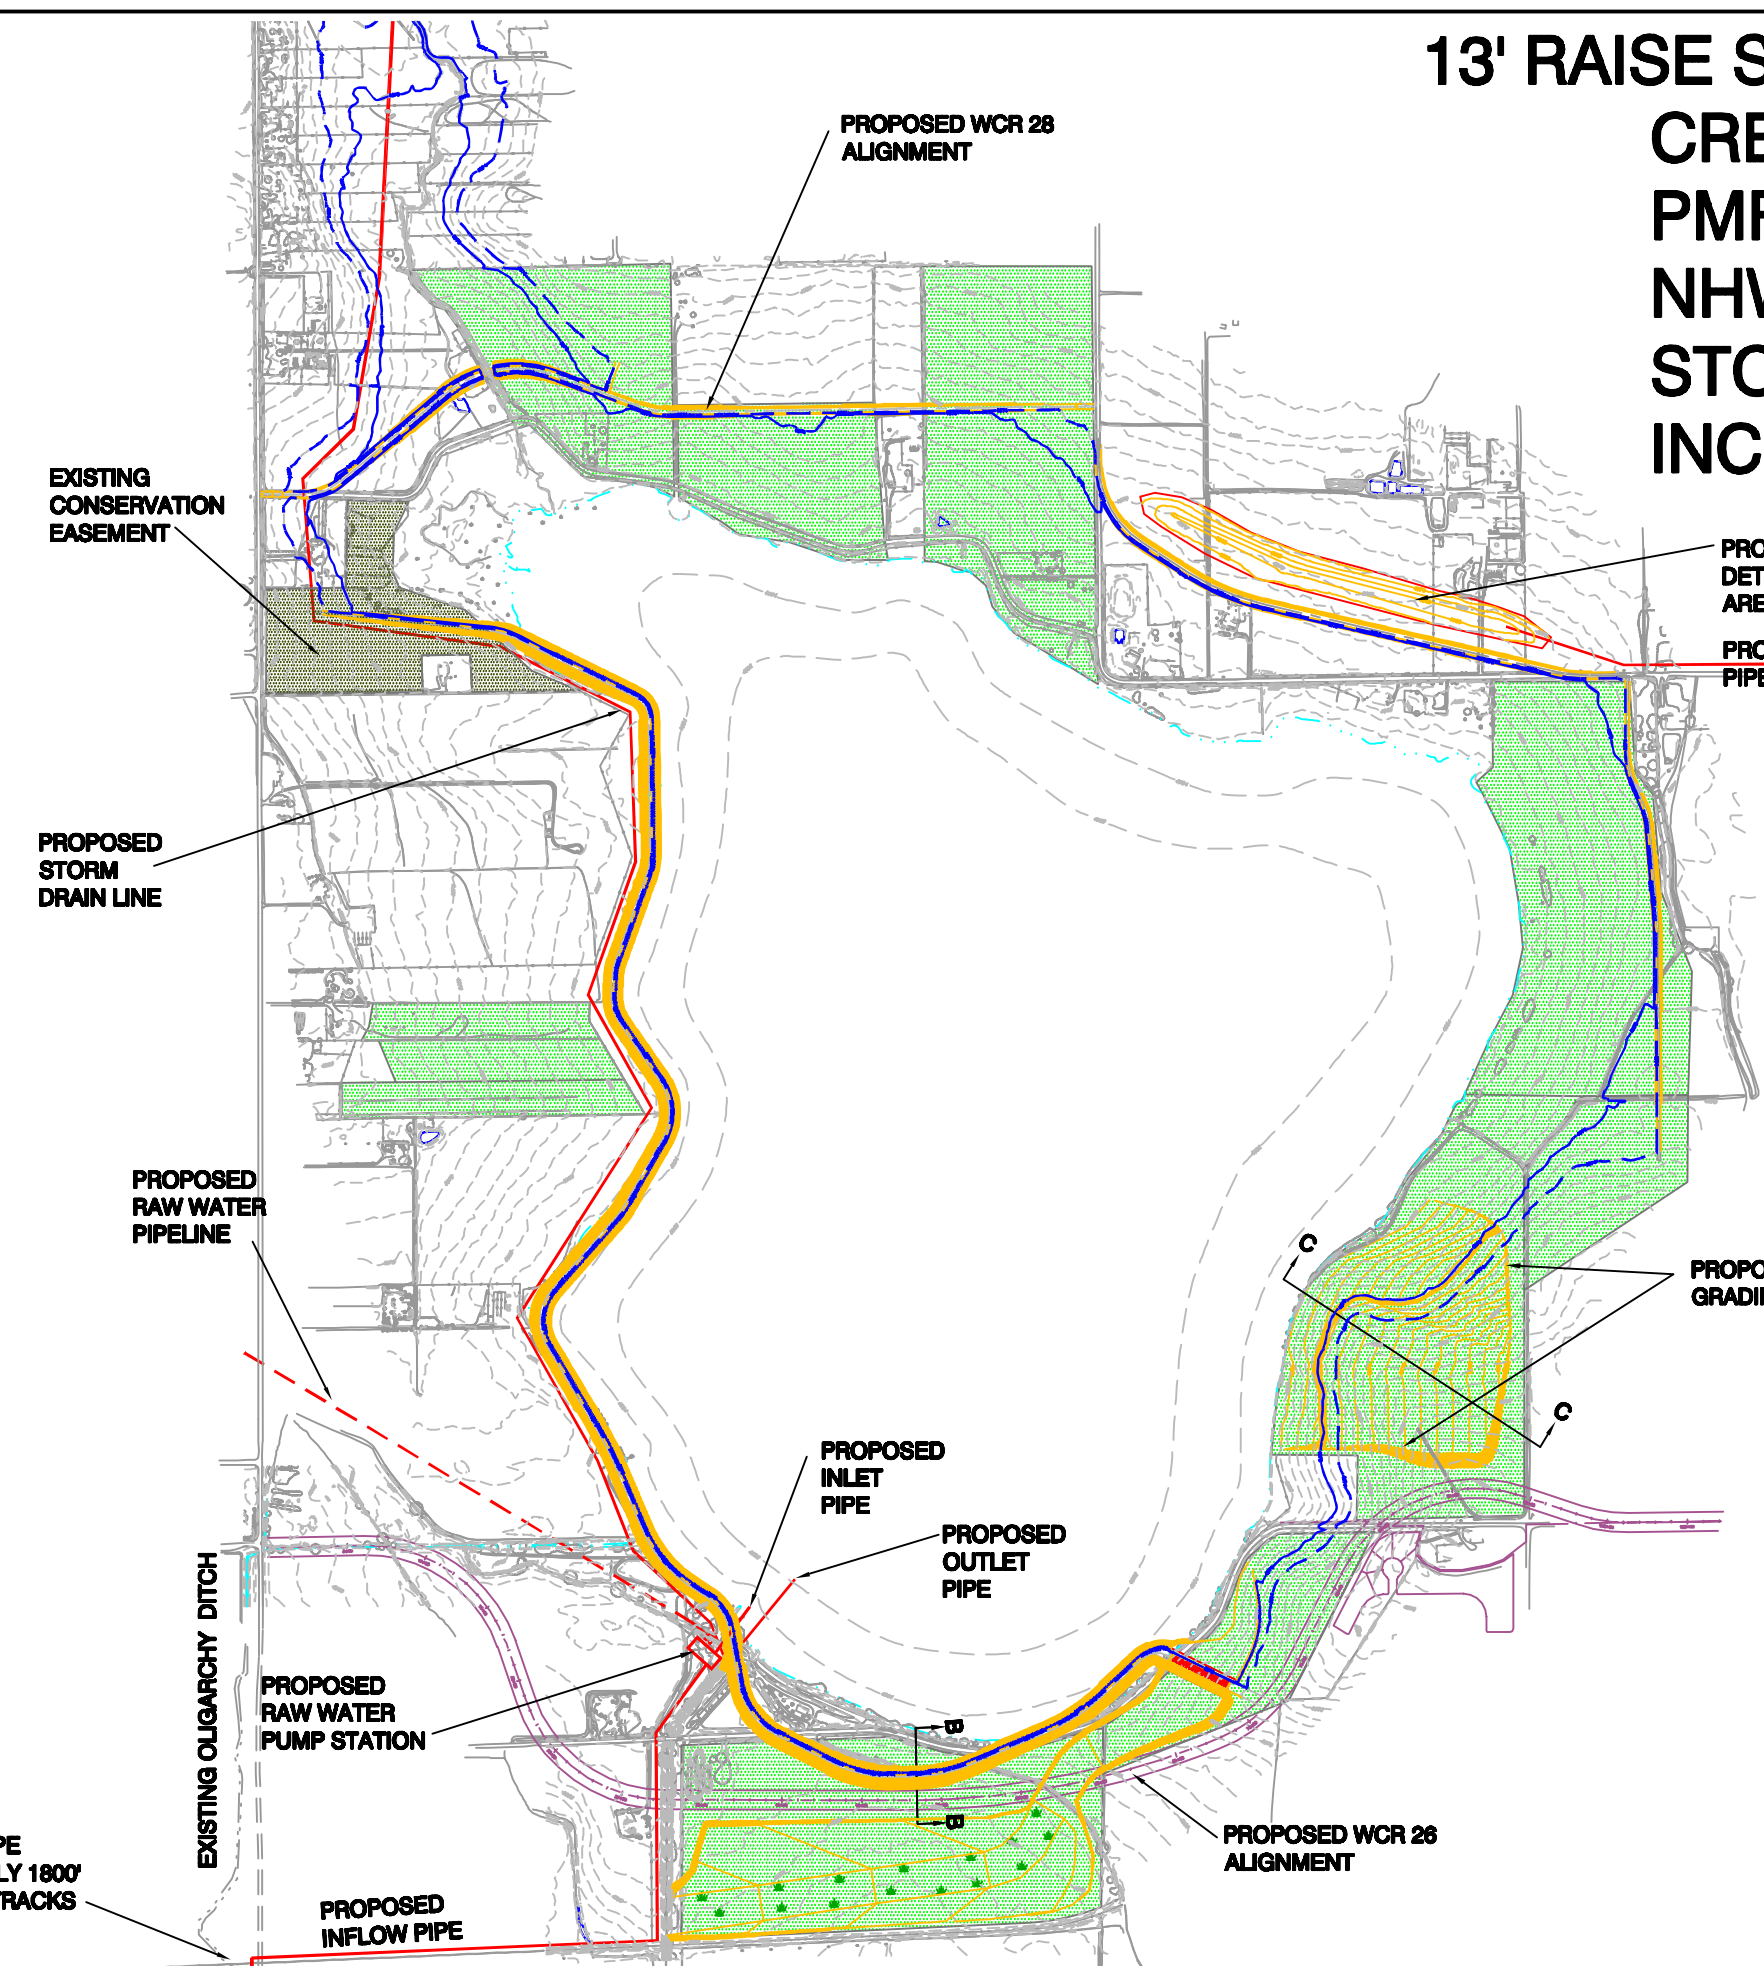 13' RAISE S
CRE
PMF
NHW
STO
INC
PROPOSED WCR 28
ALIGNMENT
EXISTING
CONSERVATION
EASEMENT
PRO
DET
ARE
PRO
PIPE
PROPOSED
STORM
DRAIN LINE
PROPOSED
RAW WATER
PIPELINE
C
PROPO
GRADI
C
PROPOSED
INLET
PIPE
PROPOSED
OUTLET
PIPE
EXISTING OLIGARCHY DITCH
PROPOSED
RAW WATER
PUMP STATION
B
B
PROPOSED WCR 26
ALIGNMENT
PE
LY 1800'
TRACKS
PROPOSED
INFLOW PIPE